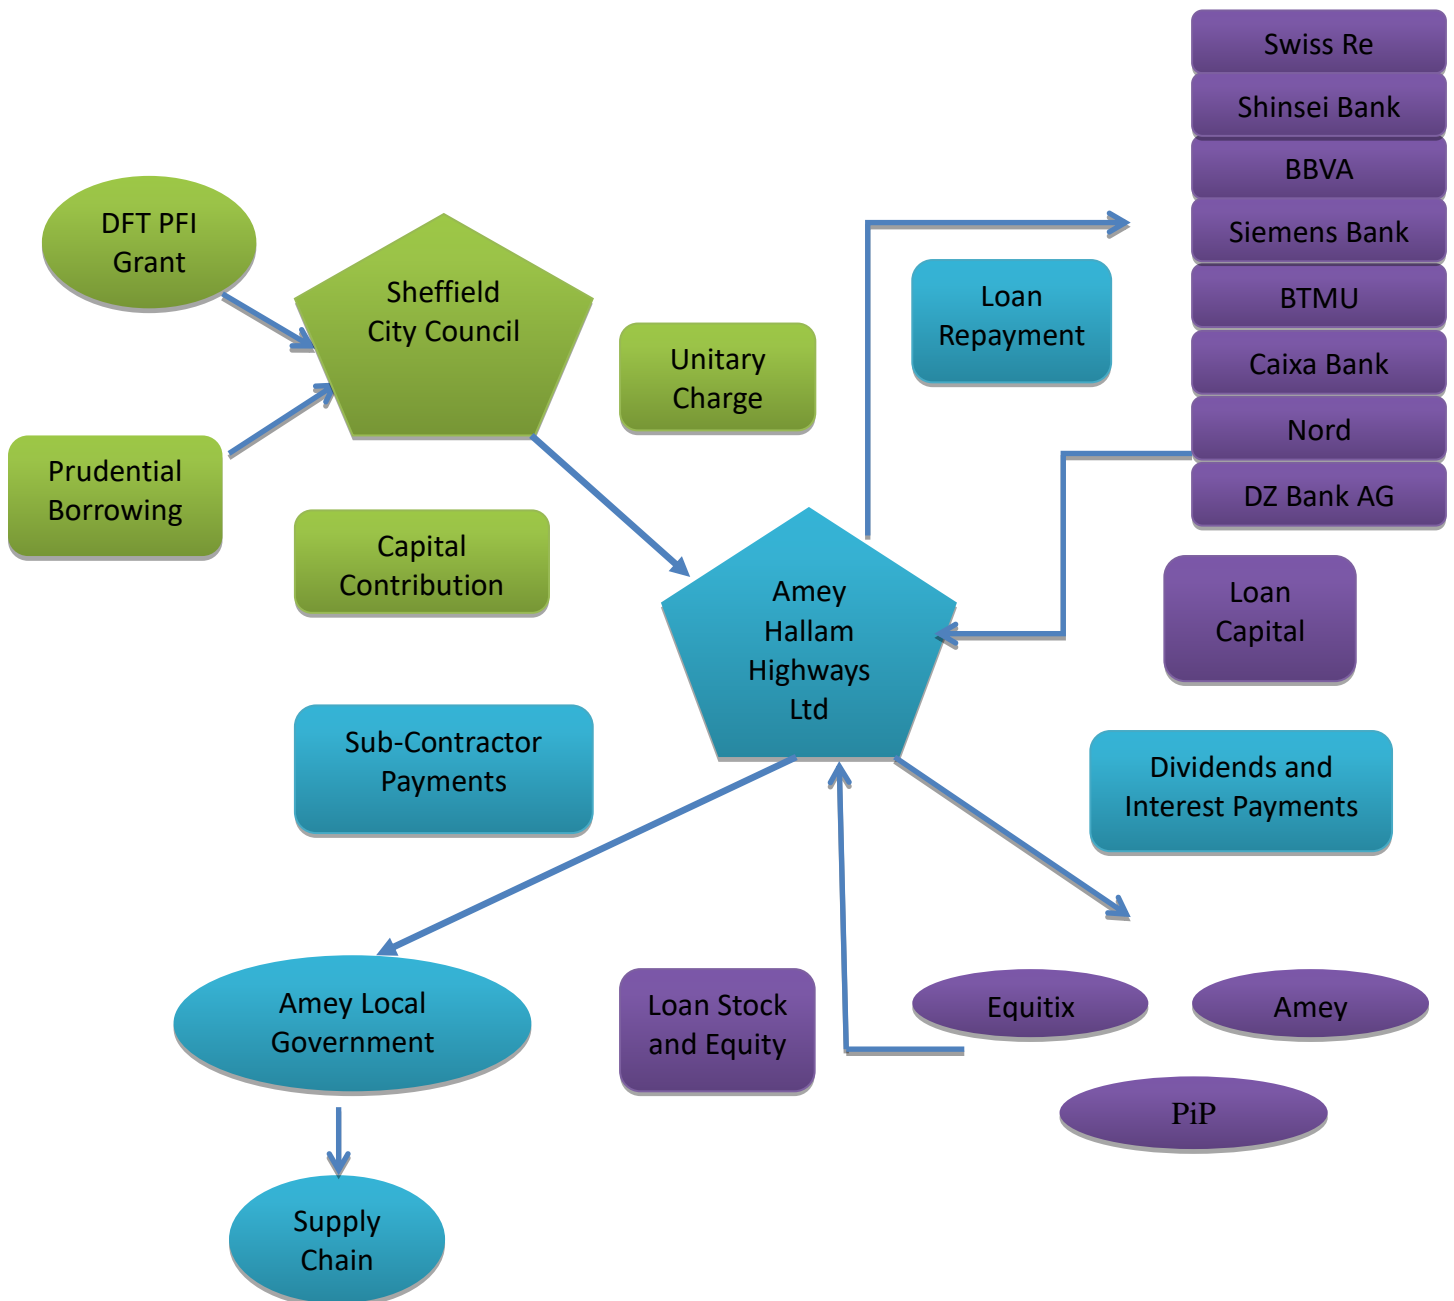 Swiss Re
Shinsei Bank
BBVA
Siemens Bank
BTMU
Caixa Bank
Nord
DZ Bank AG
DFT PFI
Grant
Sheffield
City Council
Prudential
Borrowing
Unitary
Charge
Capital
Contribution
Loan
Repayment
Amey
Hallam
Highways
Ltd
Loan
Capital
Sub-Contractor
Payments
Dividends and
Interest Payments
Amey Local
Government
Loan Stock
and Equity
Equitix
Amey
PiP
Supply
Chain